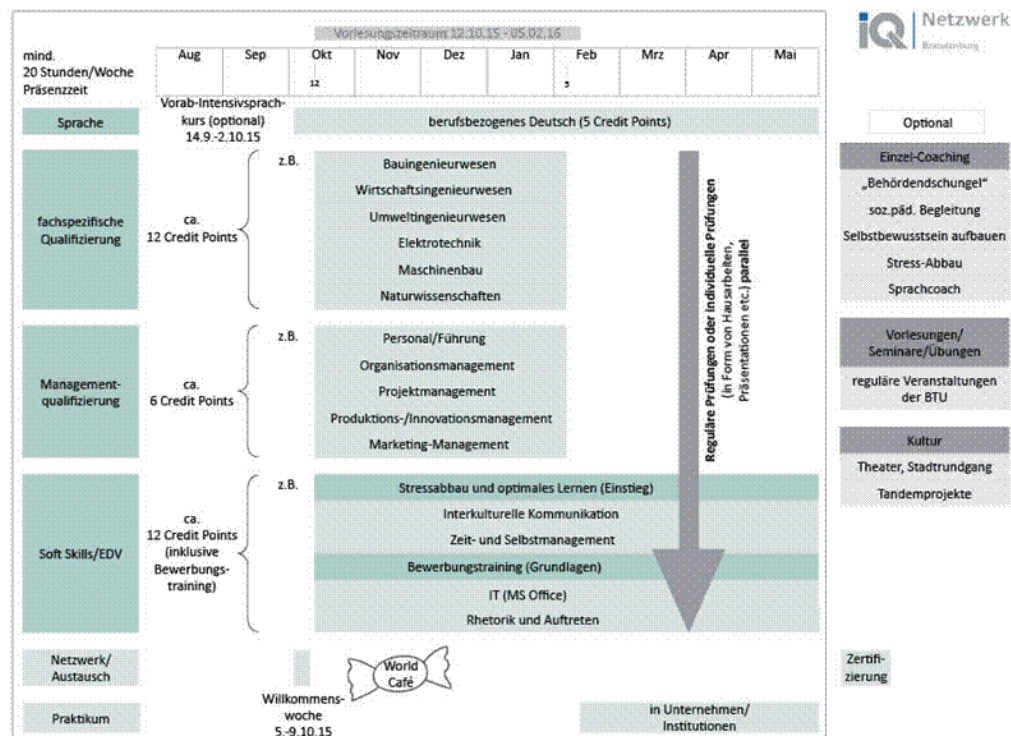 iQ Netzwerk
Brandenburg
Vorlesungszeitraum 12.10.15 - 05.02.16
mind.
20 Stunden/Woche
Präsenzzeit
Aug Sep Okt Nov Dez Jan Feb Mrz Apr Mai
12 5
Sprache
Vorab-Intensivsprach-
kurs (optional)
14.9.-2.10.15
berufsbezogenes Deutsch (5 Credit Points)
fachspezifische
Qualifizierung
ca.
12 Credit Points
z.B.
Bauingenieurwesen
Wirtschaftsingenieurwesen
Umweltingenieurwesen
Elektrotechnik
Maschinenbau
Naturwissenschaften
Management-
qualifizierung
ca.
6 Credit Points
z.B.
Personal/Führung
Organisationsmanagement
Projektmanagement
Produktions-/Innovationsmanagement
Marketing-Management
Soft Skills/EDV
ca.
12 Credit Points
(inklusive
Bewerbungs-
training)
z.B.
Stressabbau und optimales Lernen (Einstieg)
Interkulturelle Kommunikation
Zeit- und Selbstmanagement
Bewerbungstraining (Grundlagen)
IT (MS Office)
Rhetorik und Auftreten
Reguläre Prüfungen oder individuelle Prüfungen
(in Form von Hausarbeiten,
Präsentationen etc.) parallel
Netzwerk/
Austausch
Willkommens-
woche
5.-9.10.15
World
Café
Praktikum
in Unternehmen/
Institutionen
Optional
Einzel-Coaching
„Behördendschungel"
soz.päd. Begleitung
Selbstbewusstsein aufbauen
Stress-Abbau
Sprachcoach
Vorlesungen/
Seminare/Übungen
reguläre Veranstaltungen
der BTU
Kultur
Theater, Stadtrundgang
Tandemprojekte
Zertifi-
zierung